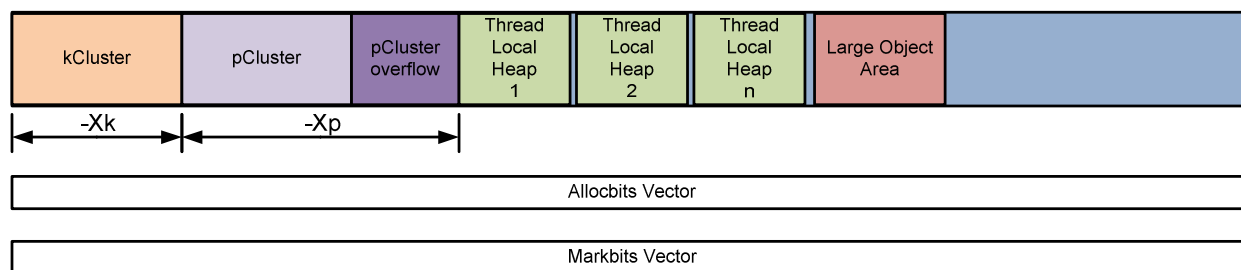 kCluster
pCluster
pCluster
overflow
Thread
Local
Heap
1
Thread
Local
Heap
2
Thread
Local
Heap
n
Large Object
Area
-Xk
-Xp
Allocbits Vector
Markbits Vector